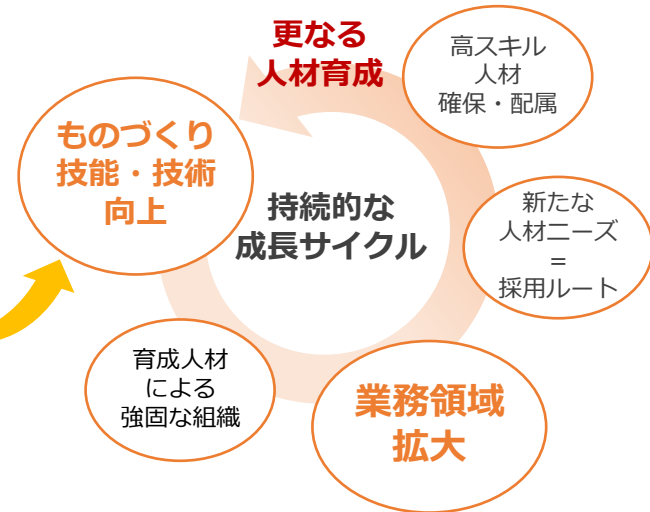 更なる
人材育成
高スキル
人材
確保・配属
ものづくり
技能・技術
向上
持続的な
成長サイクル
新たな
人材ニーズ
=
採用ルート
育成人材
による
強固な組織
業務領域
拡大